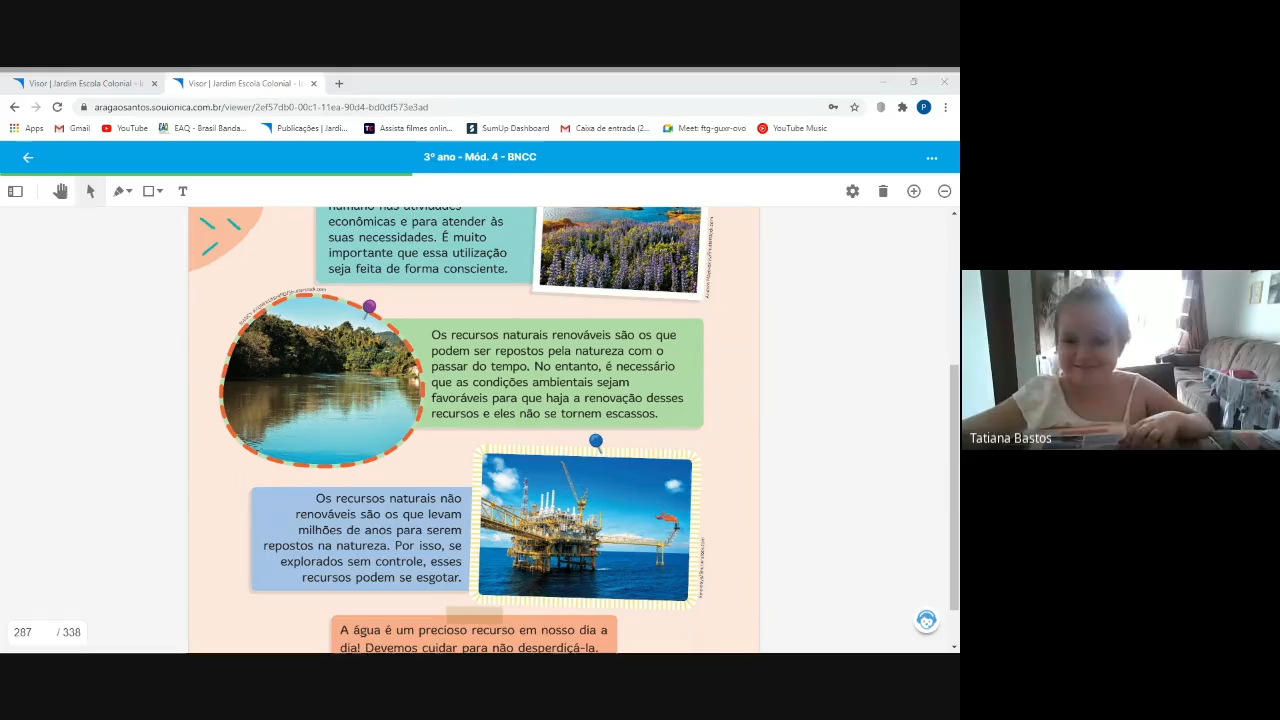 Visor | Jardim Escola Colonial - Io
Visor | Jardim Escola Colonial - Io
aragaosantos.souionica.com.br/viewer/2ef57db0-00c1-11ea-90d4-bd0df573e3ad
P
Apps Gmail YouTube EAQ - Brasil Banda... Publicações | Jardi... Assista filmes onlin... SumUp Dashboard Caixa de entrada (2... Meet: ftg-guxr-ovo YouTube Music
3º ano - Mód. 4 - BNCC
T
humano nas atividades
econômicas e para atender às
suas necessidades. É muito
importante que essa utilização
seja feita de forma consciente.
Os recursos naturais renováveis são os que
podem ser repostos pela natureza com o
passar do tempo. No entanto, é necessário
que as condições ambientais sejam
favoráveis para que haja a renovação desses
recursos e eles não se tornem escassos.
Os recursos naturais não
renováveis são os que levam
milhões de anos para serem
repostos na natureza. Por isso, se
explorados sem controle, esses
recursos podem se esgotar.
A água é um precioso recurso em nosso dia a
dia! Devemos cuidar para não desperdiçá-la.
287 / 338
Tatiana Bastos